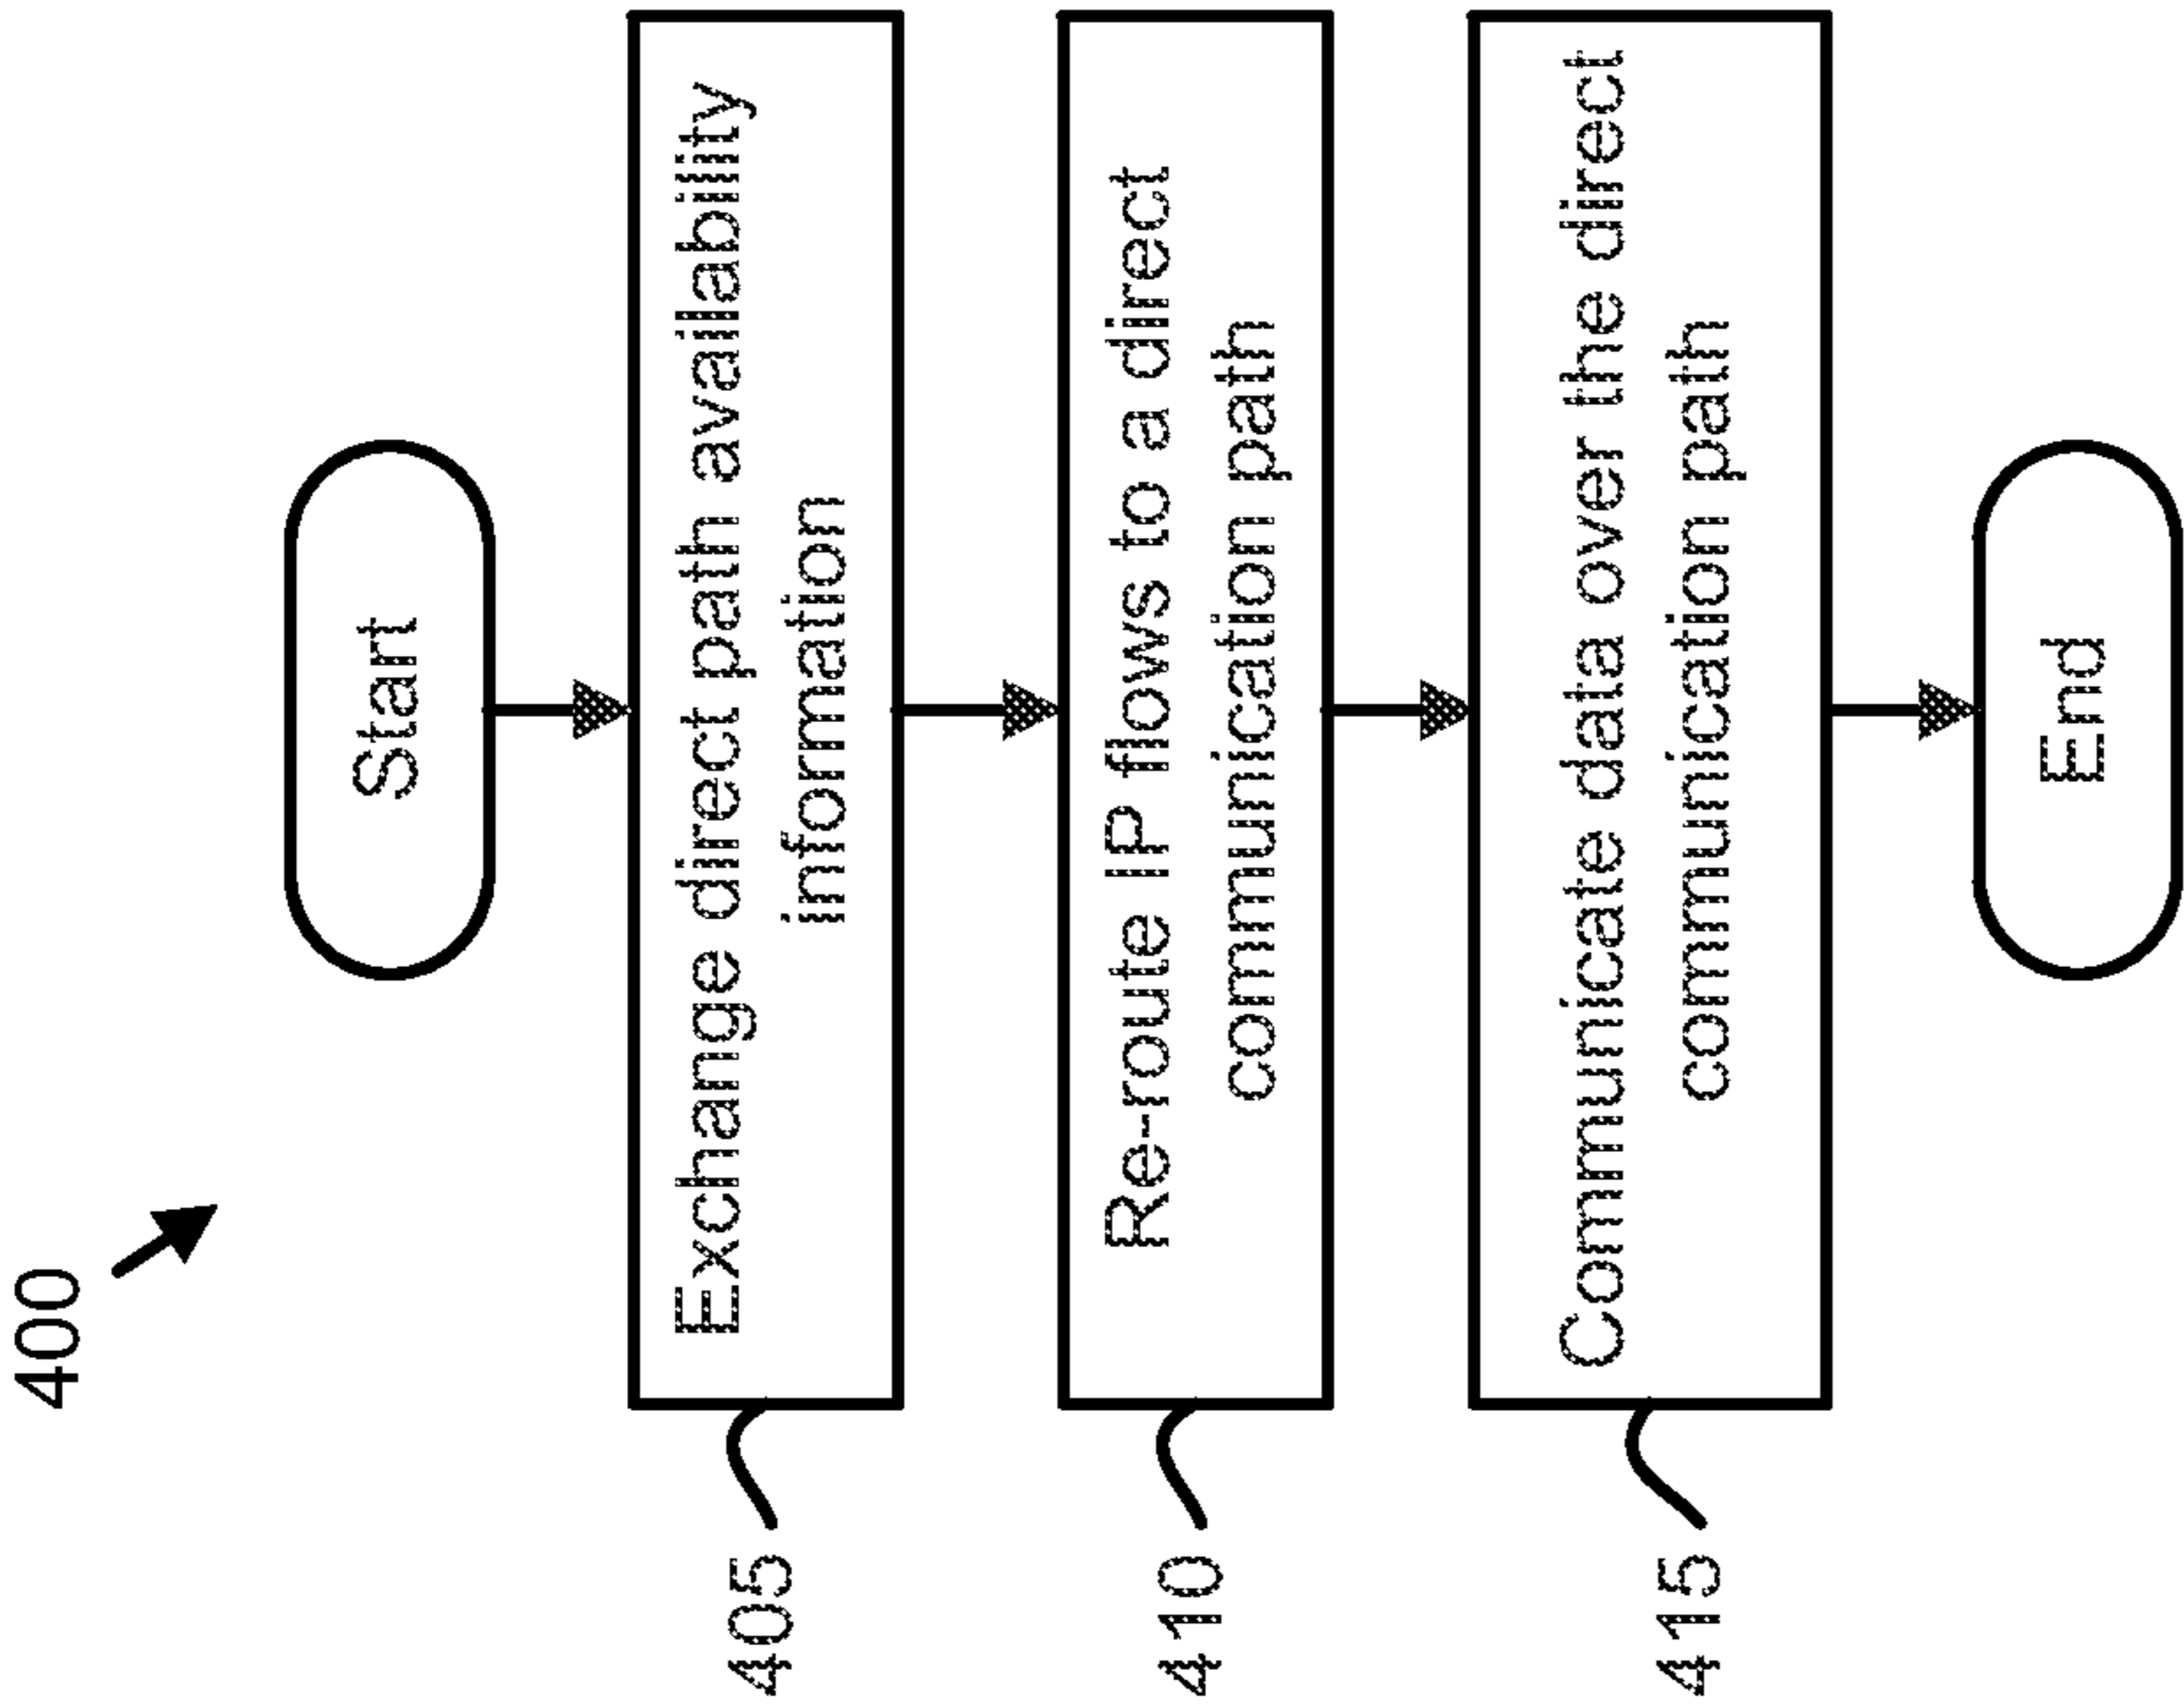 400
Start
405
Exchange direct path availability
information
410
Re-route IP flows to a direct
communication path
415
Communicate data over the direct
communication path
End